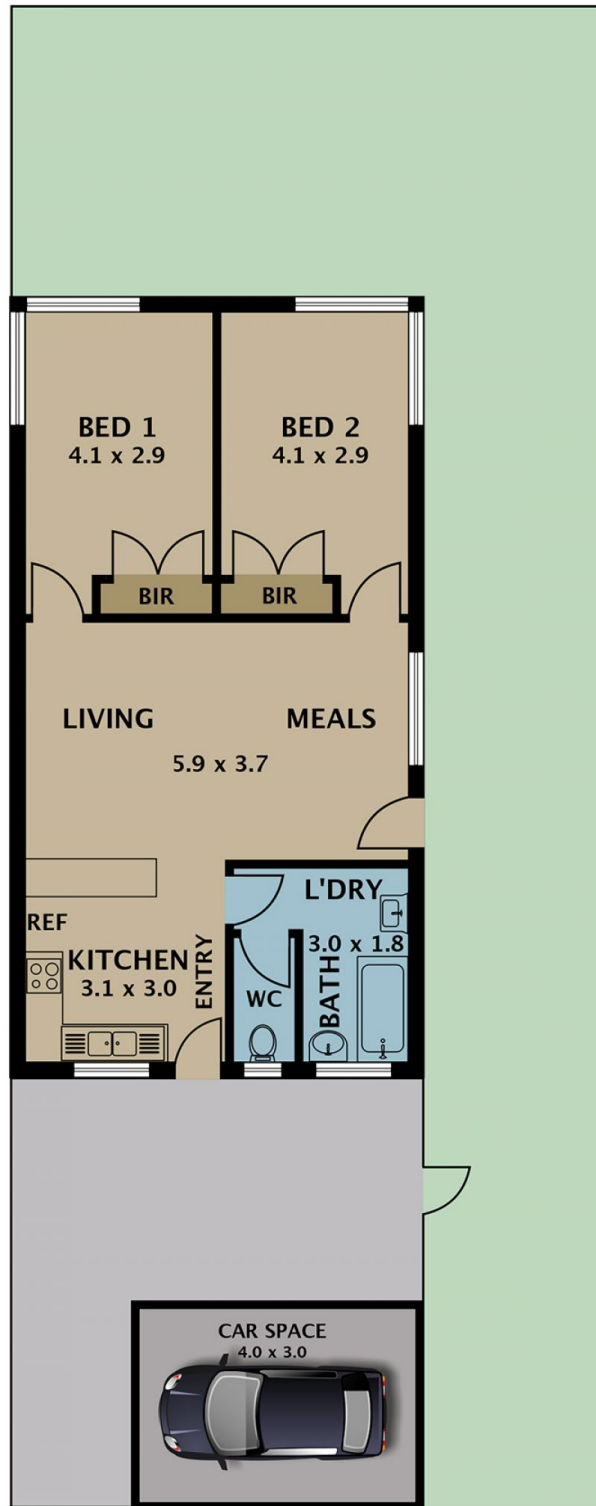 BED 1
4.1 x 2.9
BED 2
4.1 x 2.9
BIR
BIR
LIVING
MEALS
5.9 x 3.7
L'DRY
3.0 x 1.8
REF
KITCHEN
3.1 x 3.0
ENTRY
WC
BATH
CAR SPACE
4.0 x 3.0